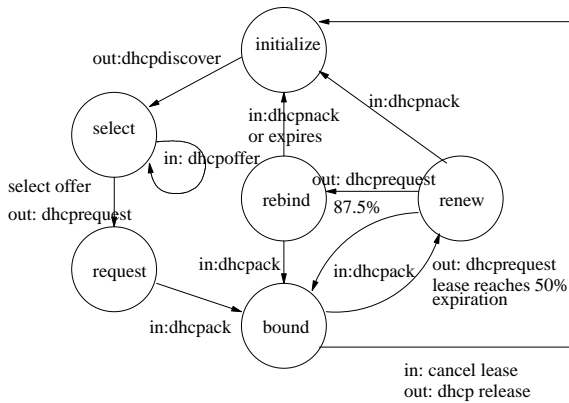 initialize
out:dhcpdiscover
in:dhcpnack
in:dhcpnack
or expires
select
in: dhcpoffer
select offer
out: dhcprequest
out: dhcprequest
87.5%
rebind
renew
request
in:dhcpack
in:dhcpack
out: dhcprequest
lease reaches 50%
expiration
in:dhcpack
bound
in: cancel lease
out: dhcp release